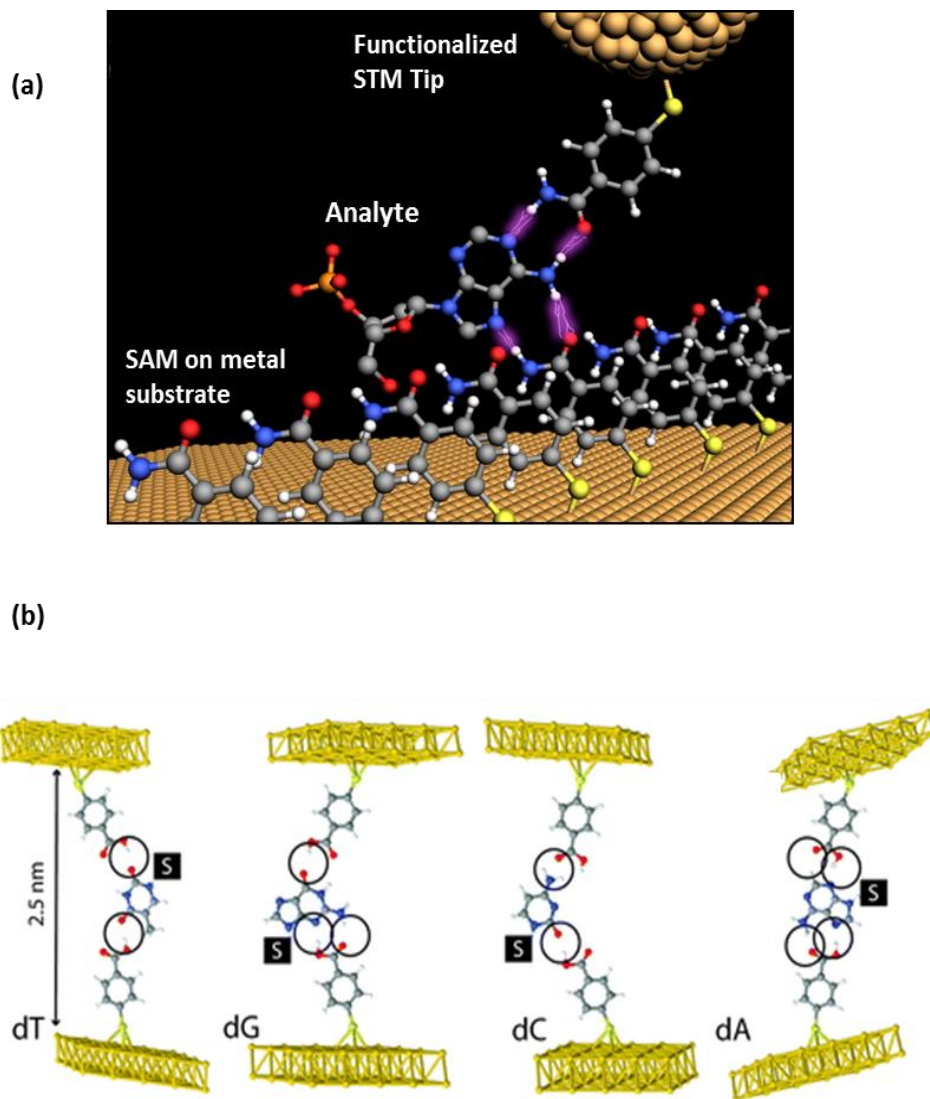 (a)
Functionalized
STM Tip
Analyte
SAM on metal
substrate
(b)
2.5 nm
S
S
S
S
dT
dG
dC
dA